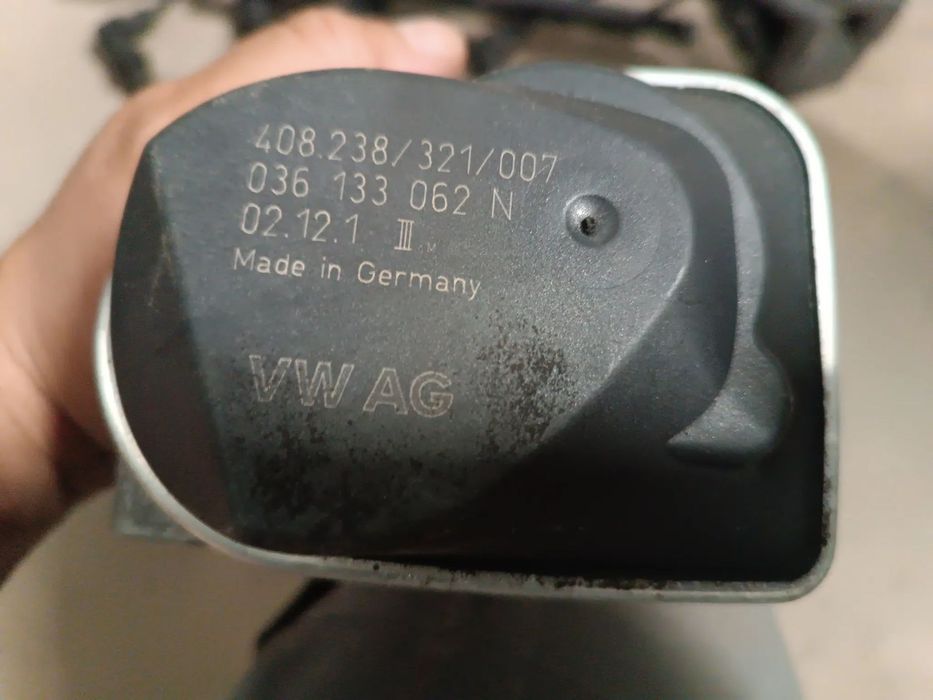 408.238/321/007
036 133 062 N
02.12.1 III M
Made in Germany
VW AG